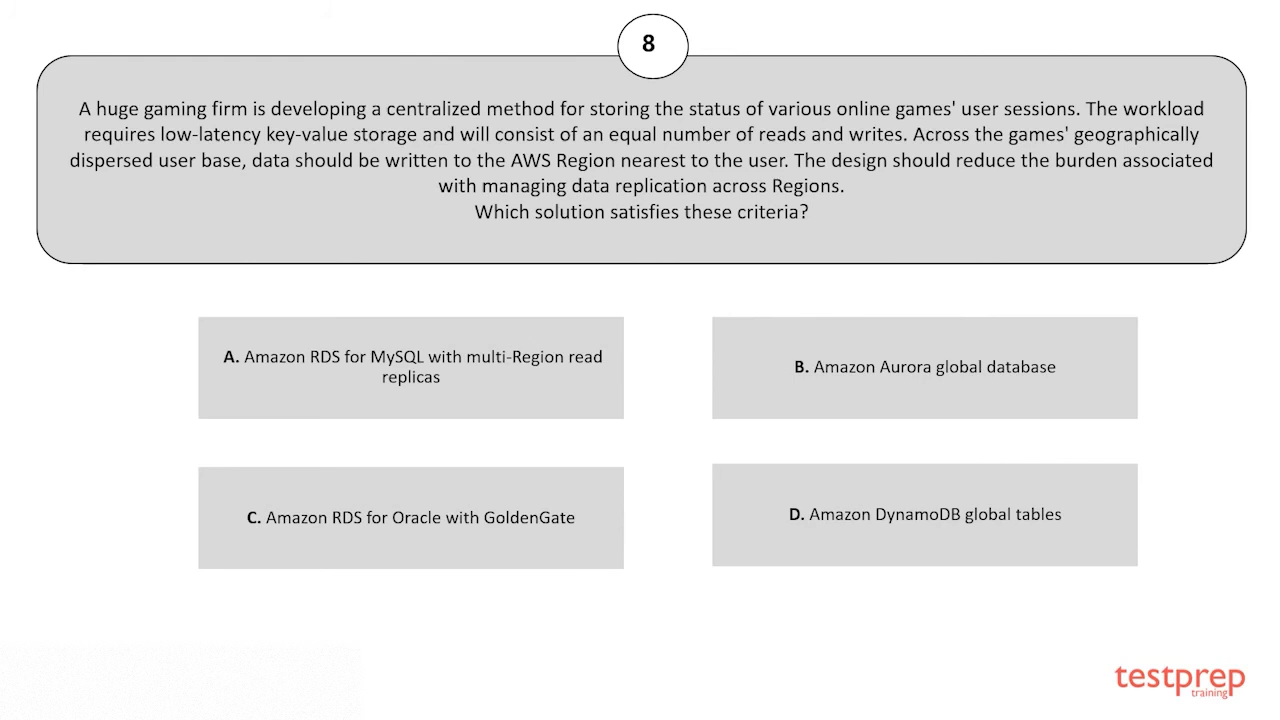 8
A huge gaming firm is developing a centralized method for storing the status of various online games' user sessions. The workload
requires low-latency key-value storage and will consist of an equal number of reads and writes. Across the games' geographically
dispersed user base, data should be written to the AWS Region nearest to the user. The design should reduce the burden associated
with managing data replication across Regions.
Which solution satisfies these criteria?
A. Amazon RDS for MySQL with multi-Region read
replicas
B. Amazon Aurora global database
C. Amazon RDS for Oracle with GoldenGate
D. Amazon DynamoDB global tables
testprep
training